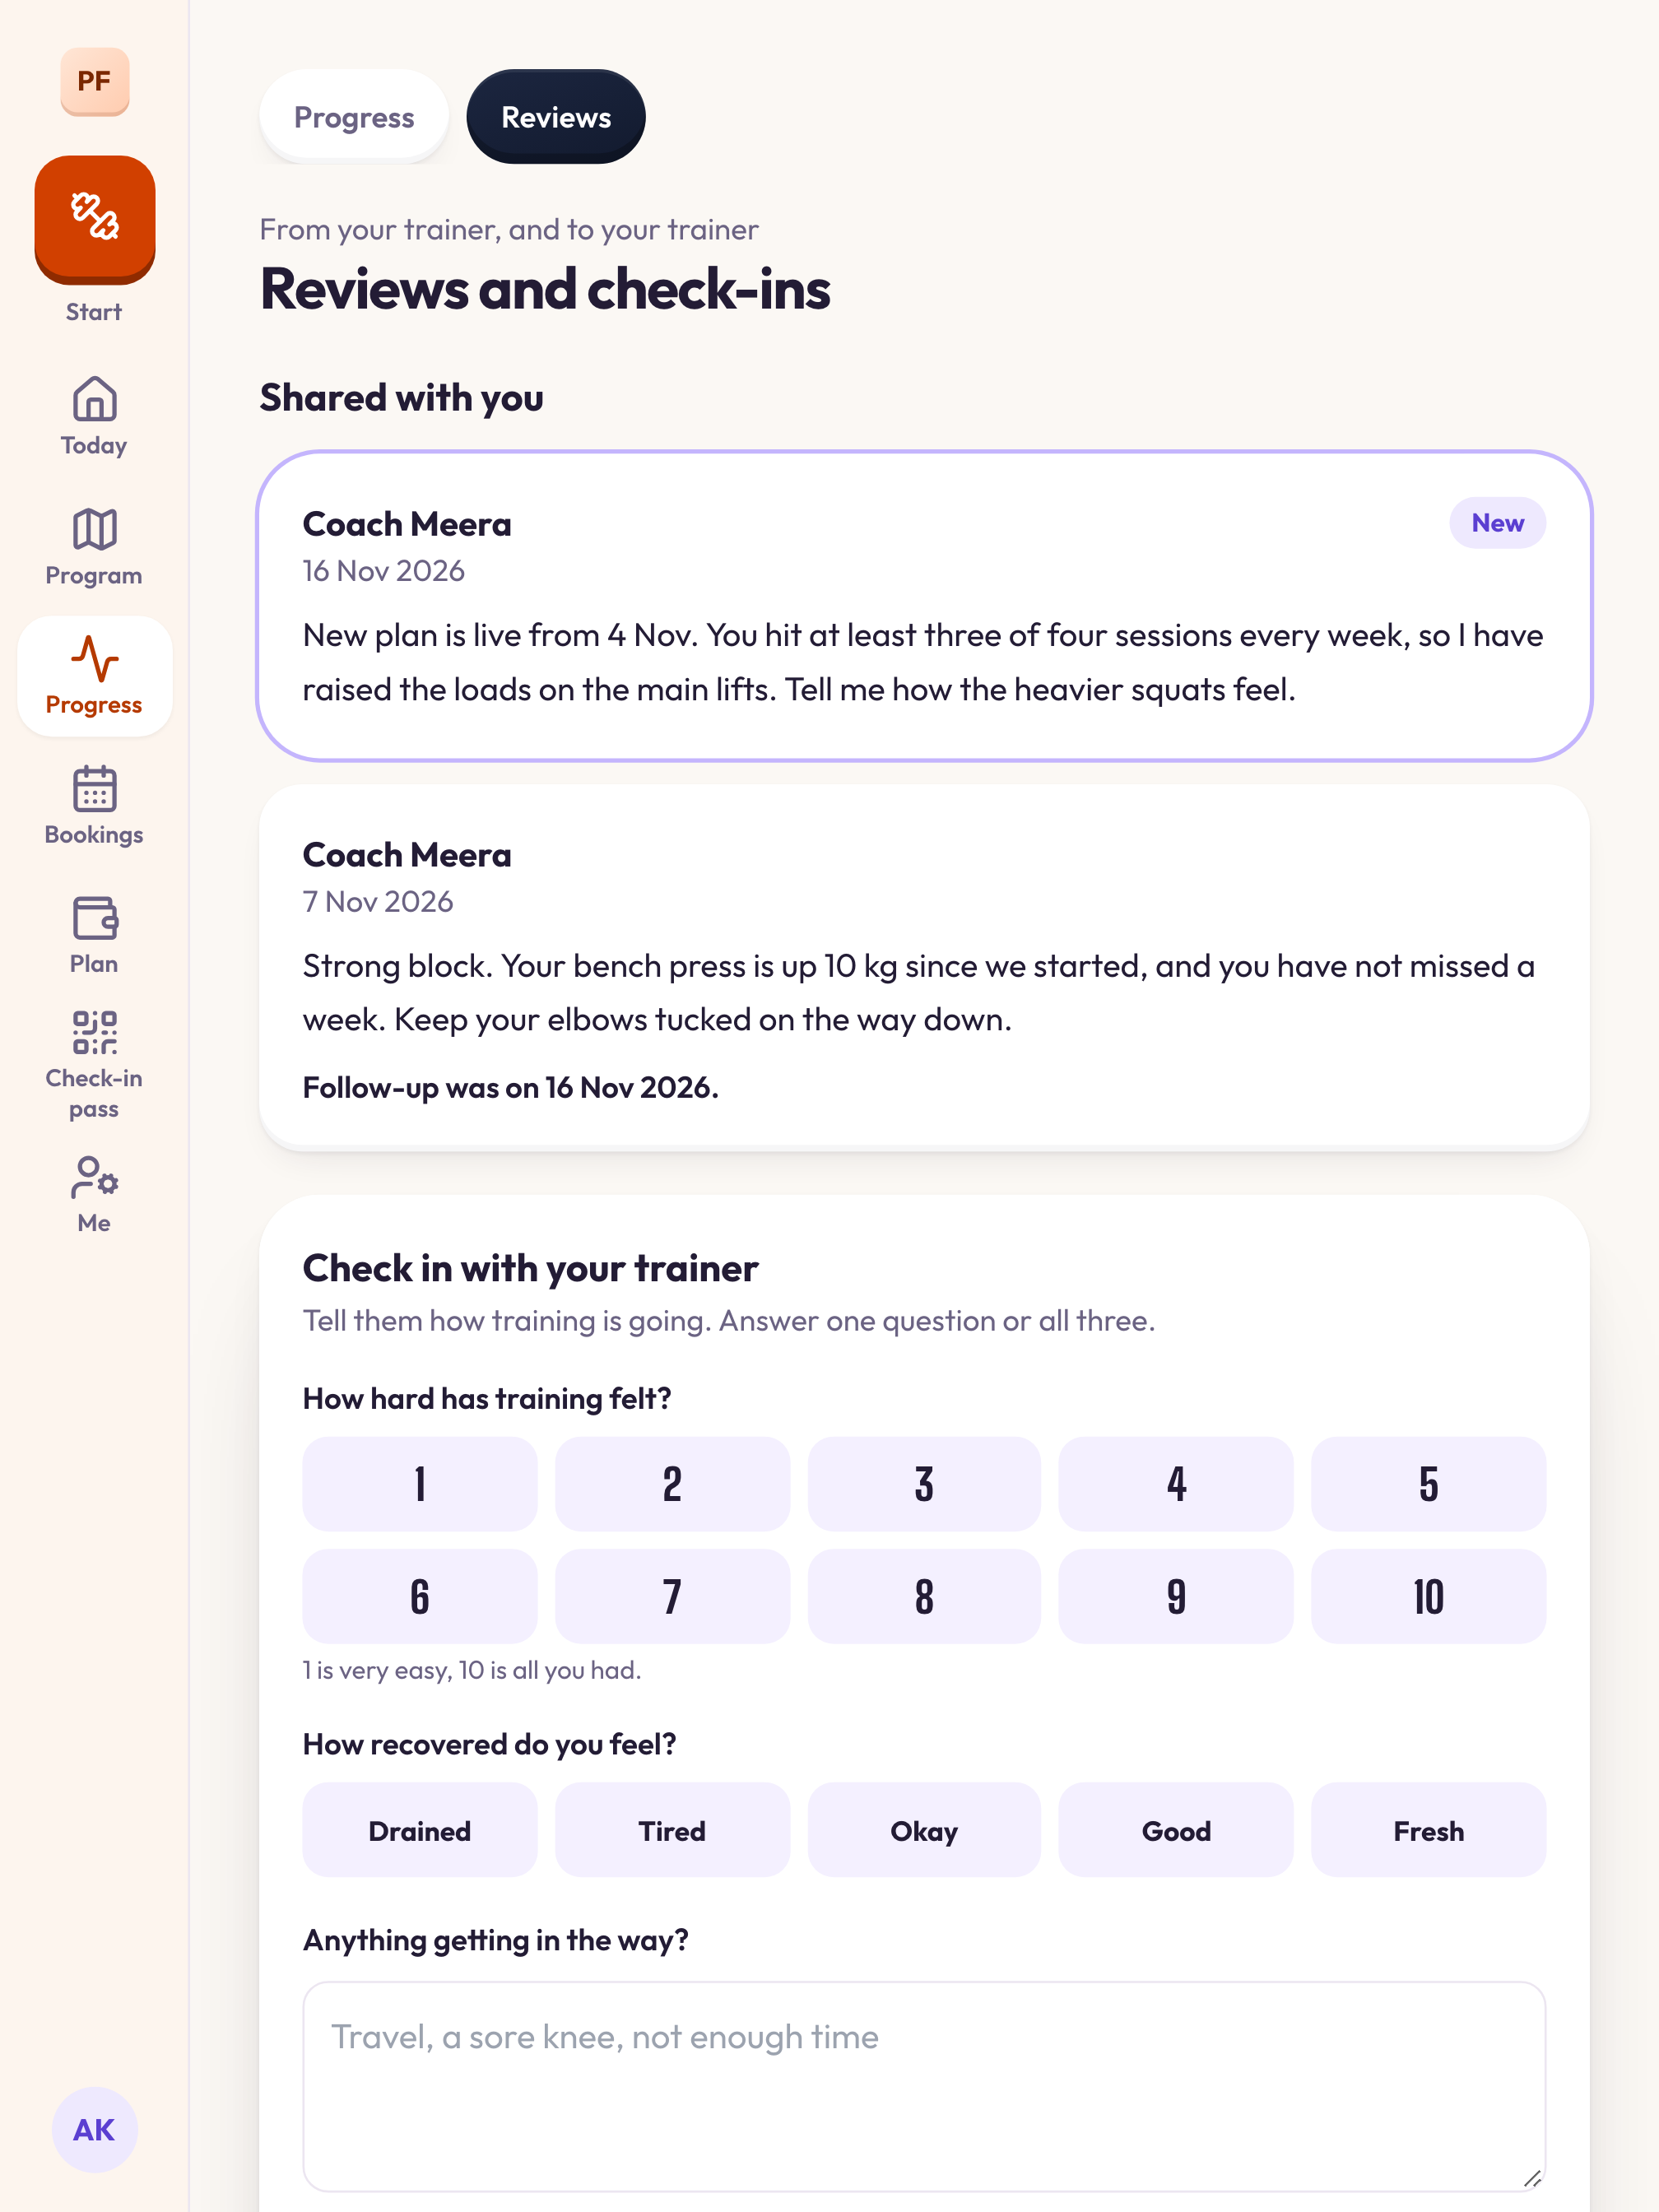 PF
Start
Today
Program
Progress
Bookings
Plan
Check-in
pass
Me
AK
Progress
Reviews
From your trainer, and to your trainer
Reviews and check-ins
Shared with you
Coach Meera
New
16 Nov 2026
New plan is live from 4 Nov. You hit at least three of four sessions every week, so I have
raised the loads on the main lifts. Tell me how the heavier squats feel.
Coach Meera
7 Nov 2026
Strong block. Your bench press is up 10 kg since we started, and you have not missed a
week. Keep your elbows tucked on the way down.
Follow-up was on 16 Nov 2026.
Check in with your trainer
Tell them how training is going. Answer one question or all three.
How hard has training felt?
1 2 3 4 5
6 7 8 9 10
1 is very easy, 10 is all you had.
How recovered do you feel?
Drained Tired Okay Good Fresh
Anything getting in the way?
Travel, a sore knee, not enough time